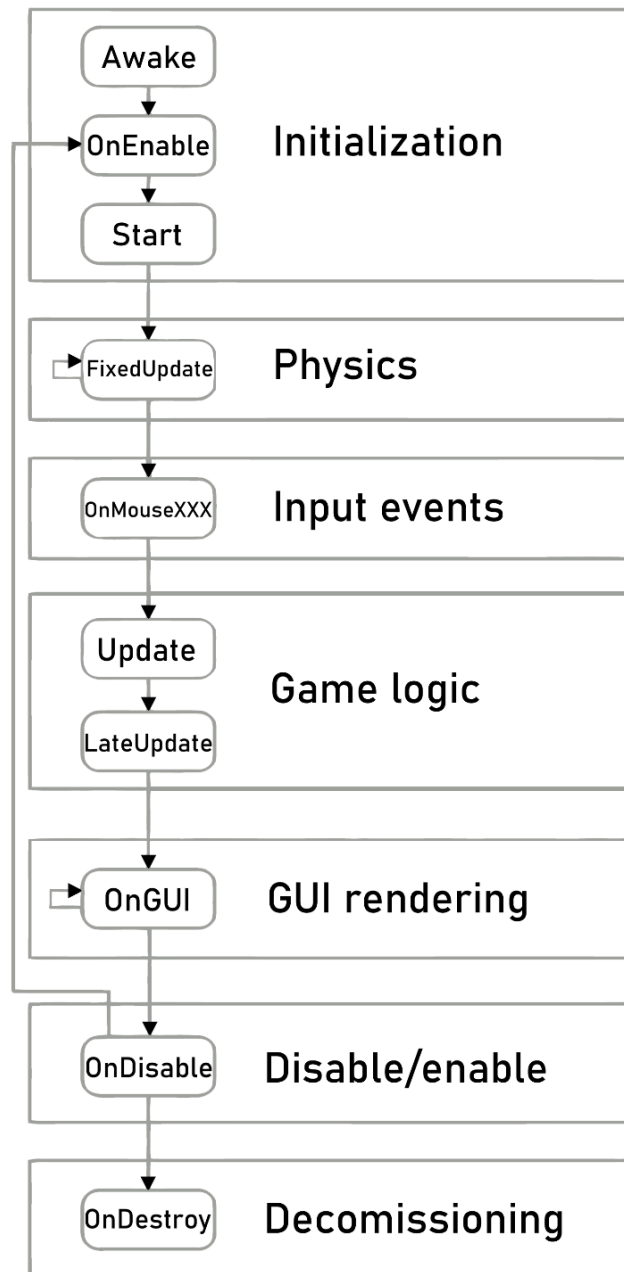 Awake
OnEnable
Initialization
Start
FixedUpdate
Physics
OnMouseXXX
Input events
Update
Game logic
LateUpdate
OnGUI
GUI rendering
OnDisable
Disable/enable
OnDestroy
Decomissioning